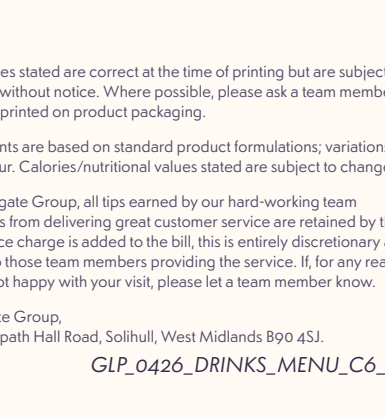 es stated are correct at the time of printing but are subject
without notice. Where possible, please ask a team membe
printed on product packaging.
nts are based on standard product formulations; variation
ur. Calories/nutritional values stated are subject to change
gate Group, all tips earned by our hard-working team
s from delivering great customer service are retained by t
ce charge is added to the bill, this is entirely discretionary
those team members providing the service. If, for any rea
ot happy with your visit, please let a team member know.
te Group,
path Hall Road, Solihull, West Midlands B90 4SJ.
GLP_0426_DRINKS_MENU_C6_